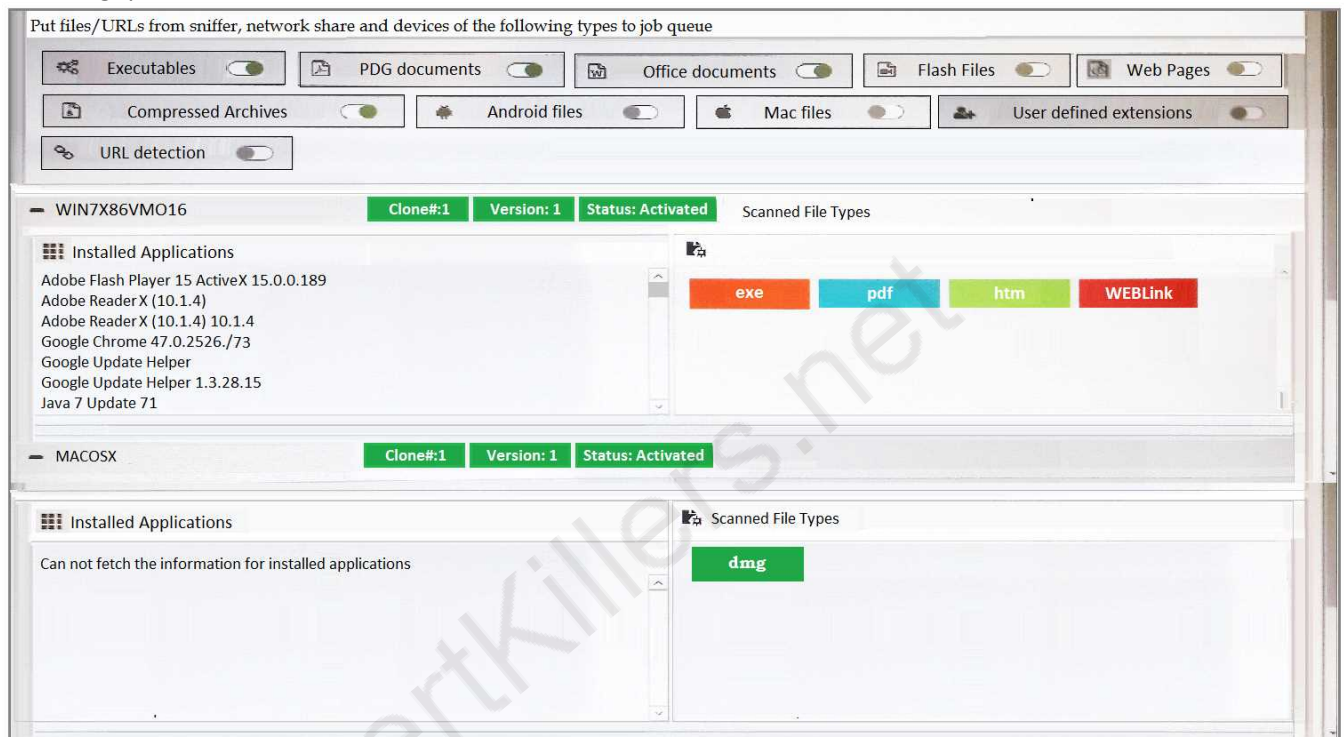 Put files/URLs from sniffer, network share and devices of the following types to job queue
Executables PDG documents Office documents Flash Files Web Pages
Compressed Archives Android files Mac files User defined extensions
URL detection
WIN7X86VMO16 Clone#:1 Version: 1 Status: Activated Scanned File Types
Installed Applications
Adobe Flash Player 15 ActiveX 15.0.0.189
Adobe Reader X (10.1.4)
Adobe Reader X (10.1.4) 10.1.4
Google Chrome 47.0.2526./73
Google Update Helper
Google Update Helper 1.3.28.15
Java 7 Update 71
exe pdf htm WEBLink
MACOSX Clone#:1 Version: 1 Status: Activated
Installed Applications Scanned File Types
Can not fetch the information for installed applications
dmg
ertKillers.net